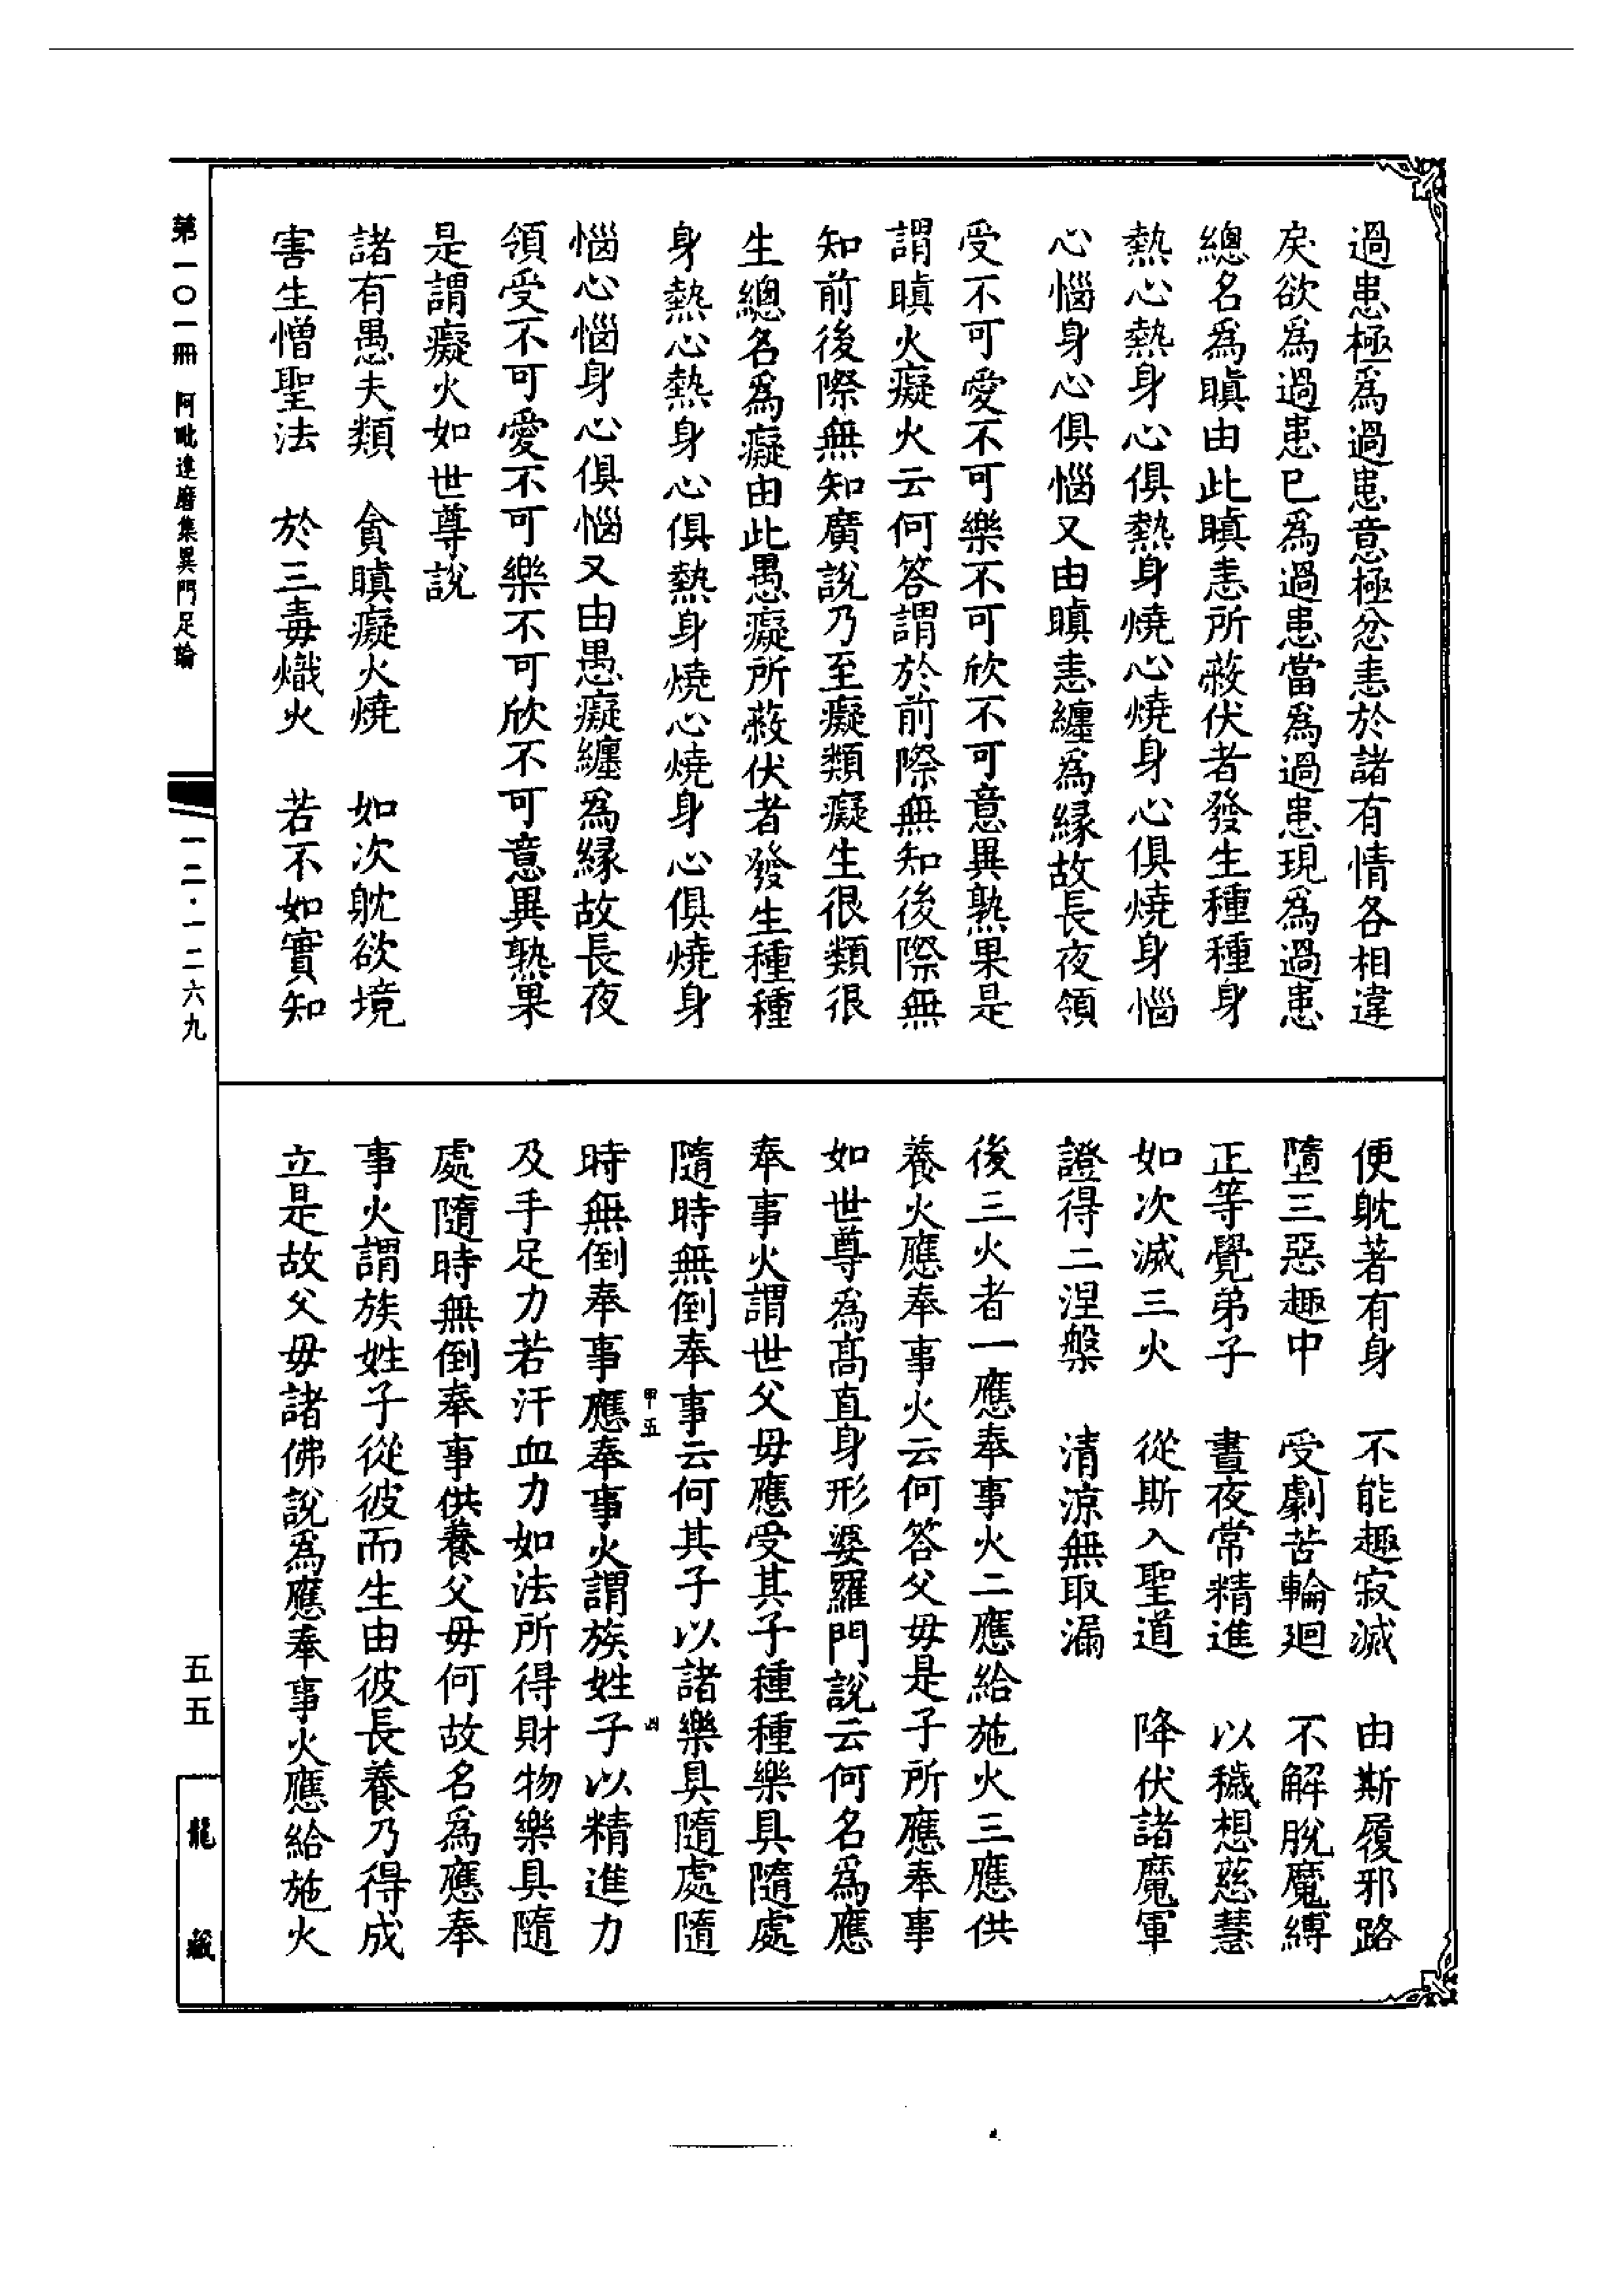 過患極為過患意極忿恚於諸有情各相違
戾欲為過患已為過患當為過患現為過患
總名為瞋由此瞋恚所蔽伏者發生種種身
熱心熱身心俱熱身燒心燒身心俱燒身惱
心惱身心俱惱又由瞋恚纏為緣故長夜領
受不可愛不可樂不可欣不可意異熟果是
謂瞋火癡火云何答謂於前際無知後際無
知前後際無知廣說乃至癡類癡生很類很
生總名為癡由此愚癡所蔽伏者發生種種
身熱心熱身心俱熱身燒心燒身心俱燒身
惱心惱身心俱惱又由愚癡纏為緣故長夜
領受不可愛不可樂不可欣不可意異熟果
是謂癡火如世尊說
諸有愚夫類　貪瞋癡火燒　如次躭欲境
害生憎聖法　於三毒熾火　若不如實知
便躭著有身　不能趣寂滅　由斯履邪路
墮三惡趣中　受劇苦輪廻　不解脫魔縛
正等覺弟子　晝夜常精進　以穢想慈慧
如次滅三火　從斯入聖道　降伏諸魔軍
證得二涅槃　清涼無取漏
後三火者一應奉事火二應給施火三應供
養火應奉事火云何答父毋是子所應奉事
如世尊為髙直身形婆羅門說云何名為應
奉事火謂世父毋應受其子種種樂具隨處
隨時無倒奉事云何其子以諸樂具隨處隨
甲五
四
時無倒奉事應奉事火謂族姓子以精進力
及手足力若汗血力如法所得財物樂具隨
處隨時無倒奉事供養父毋何故名為應奉
事火謂族姓子從彼而生由彼長養乃得成
立是故父毋諸佛說為應奉事火應給施火
第一〇一冊　阿毗達磨集異門足論
一二·一二六九
五五
龍藏